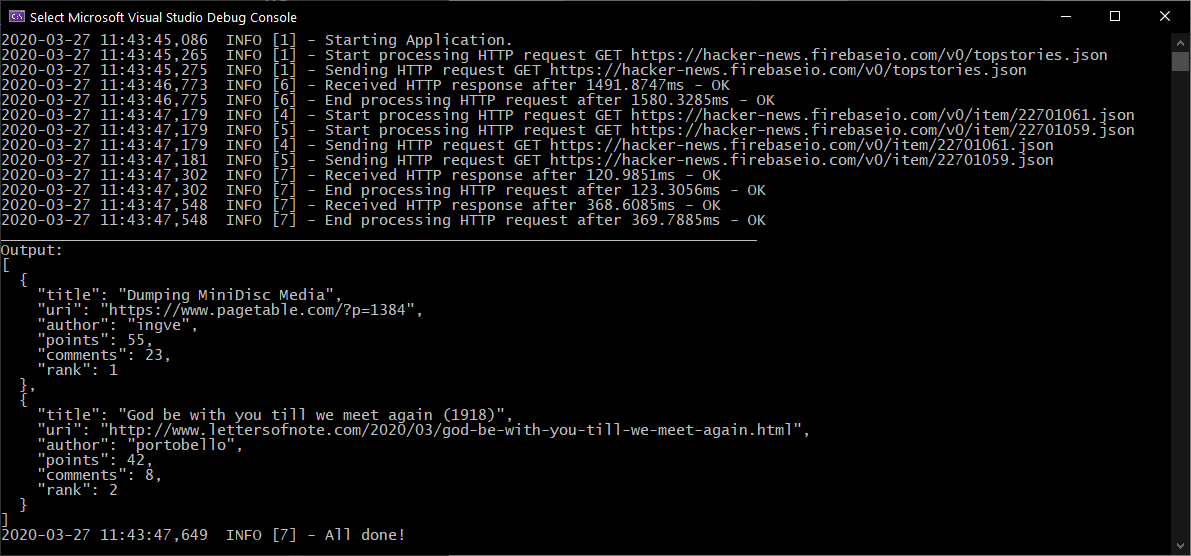 Select Microsoft Visual Studio Debug Console
2020-03-27 11:43:45,086  INFO [1] - Starting Application.
2020-03-27 11:43:45,265  INFO [1] - Start processing HTTP request GET https://hacker-news.firebaseio.com/v0/topstories.json
2020-03-27 11:43:45,275  INFO [1] - Sending HTTP request GET https://hacker-news.firebaseio.com/v0/topstories.json
2020-03-27 11:43:46,773  INFO [6] - Received HTTP response after 1491.8747ms - OK
2020-03-27 11:43:46,775  INFO [6] - End processing HTTP request after 1580.3285ms - OK
2020-03-27 11:43:47,179  INFO [4] - Start processing HTTP request GET https://hacker-news.firebaseio.com/v0/item/22701061.json
2020-03-27 11:43:47,179  INFO [5] - Start processing HTTP request GET https://hacker-news.firebaseio.com/v0/item/22701059.json
2020-03-27 11:43:47,179  INFO [4] - Sending HTTP request GET https://hacker-news.firebaseio.com/v0/item/22701061.json
2020-03-27 11:43:47,181  INFO [5] - Sending HTTP request GET https://hacker-news.firebaseio.com/v0/item/22701059.json
2020-03-27 11:43:47,302  INFO [7] - Received HTTP response after 120.9851ms - OK
2020-03-27 11:43:47,302  INFO [7] - End processing HTTP request after 123.3056ms - OK
2020-03-27 11:43:47,548  INFO [7] - Received HTTP response after 368.6085ms - OK
2020-03-27 11:43:47,548  INFO [7] - End processing HTTP request after 369.7885ms - OK
____________________________________________________________________________________
Output:
[
  {
    "title": "Dumping MiniDisc Media",
    "uri": "https://www.pagetable.com/?p=1384",
    "author": "ingve",
    "points": 55,
    "comments": 23,
    "rank": 1
  },
  {
    "title": "God be with you till we meet again (1918)",
    "uri": "http://www.lettersofnote.com/2020/03/god-be-with-you-till-we-meet-again.html",
    "author": "portobello",
    "points": 42,
    "comments": 8,
    "rank": 2
  }
]
2020-03-27 11:43:47,649  INFO [7] - All done!